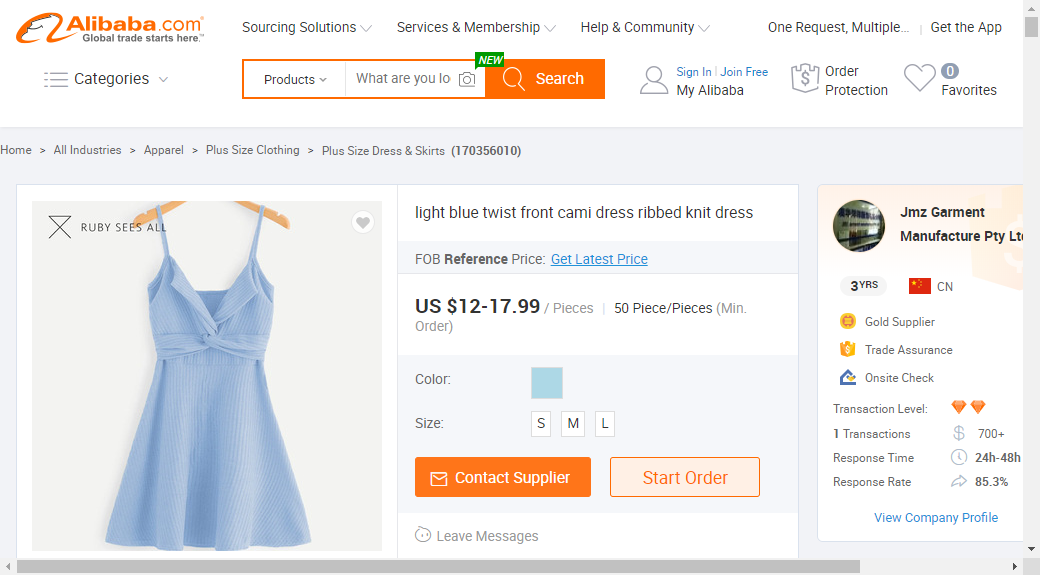 Alibaba.com
Global trade starts here.™
Sourcing Solutions
Services & Membership
Help & Community
One Request, Multiple...
Get the App
Categories
Products
What are you lo
NEW
Search
Sign In | Join Free
My Alibaba
Order
Protection
0
Favorites
Home > All Industries > Apparel > Plus Size Clothing > Plus Size Dress & Skirts (170356010)
RUBY SEES ALL
light blue twist front cami dress ribbed knit dress
FOB Reference Price: Get Latest Price
US $12-17.99 / Pieces | 50 Piece/Pieces (Min.
Order)
Color:
Size:
S
M
L
Contact Supplier
Start Order
Leave Messages
Jmz Garment
Manufacture Pty Lt
3YRS
CN
Gold Supplier
Trade Assurance
Onsite Check
Transaction Level:
1 Transactions
700+
Response Time
24h-48h
Response Rate
85.3%
View Company Profile